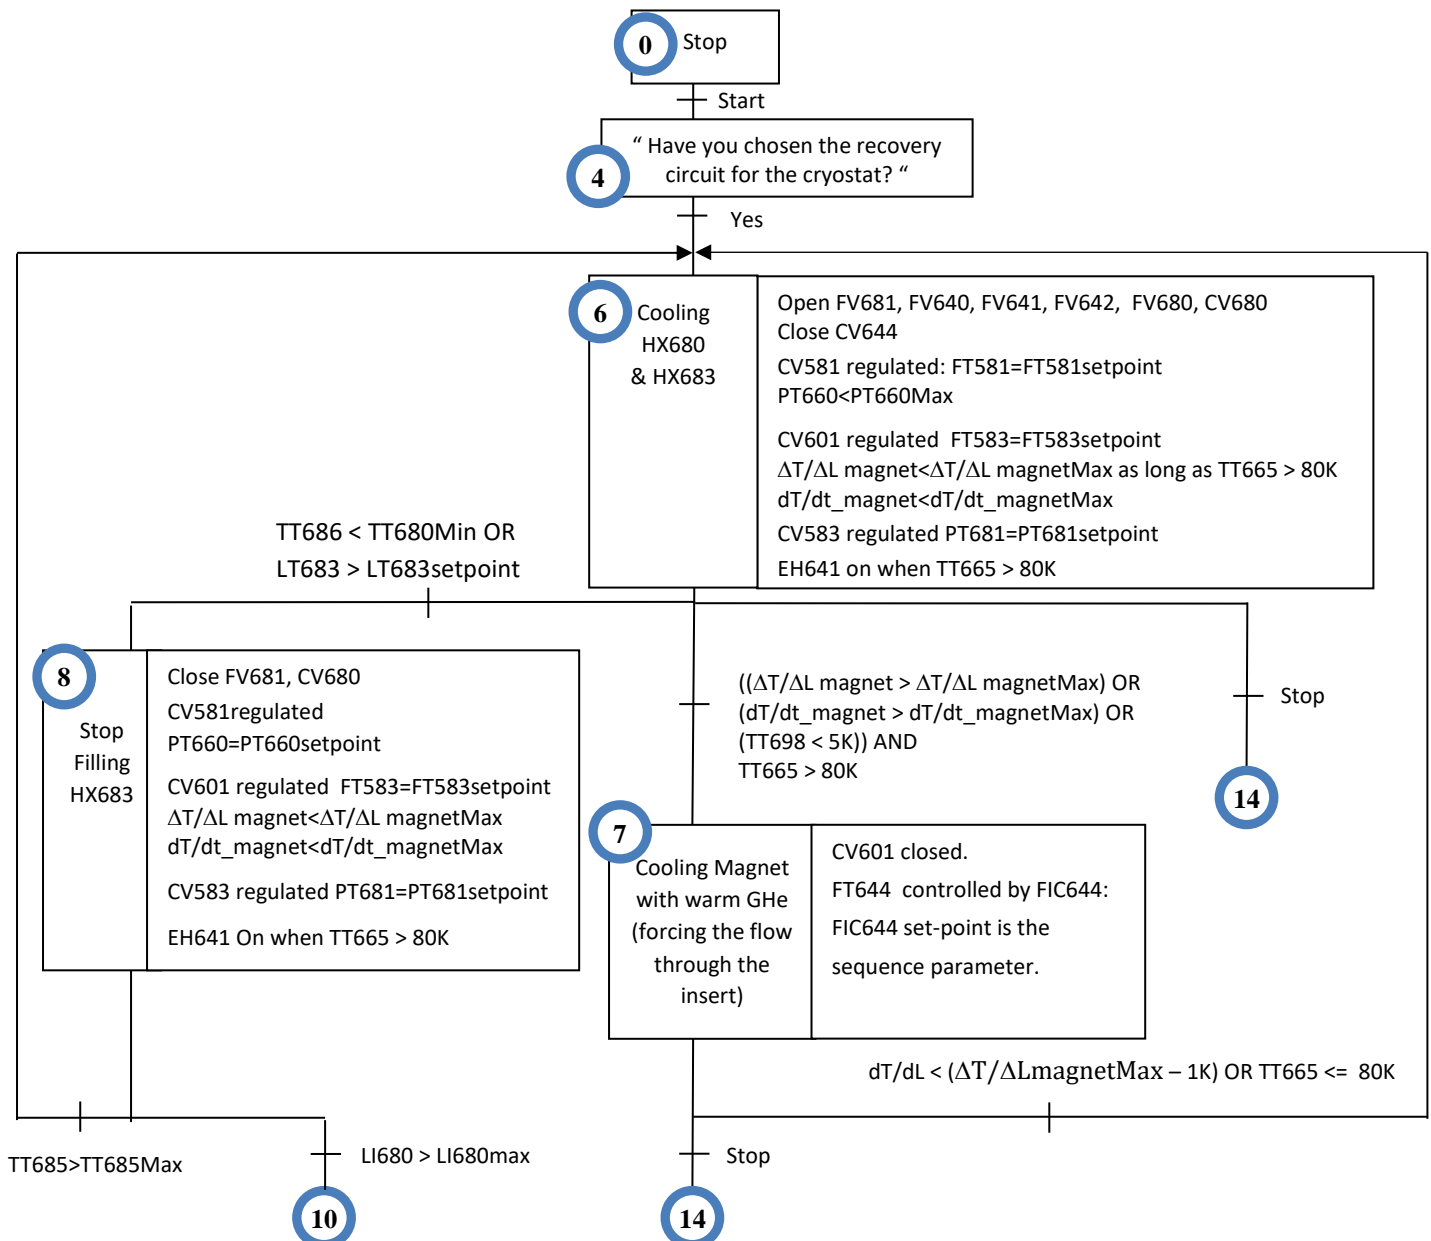 0
Stop
Start
“ Have you chosen the recovery
circuit for the cryostat? “
4
Yes
6
Cooling
HX680
& HX683
Open FV681, FV640, FV641, FV642, FV680, CV680
Close CV644
CV581 regulated: FT581=FT581setpoint
PT660<PT660Max
CV601 regulated FT583=FT583setpoint
ΔT/ΔL magnet<ΔT/ΔL magnetMax as long as TT665 > 80K
dT/dt_magnet<dT/dt_magnetMax
CV583 regulated PT681=PT681setpoint
EH641 on when TT665 > 80K
TT686 < TT680Min OR
LT683 > LT683setpoint
8
Stop
Filling
HX683
Close FV681, CV680
CV581regulated
PT660=PT660setpoint
CV601 regulated FT583=FT583setpoint
ΔT/ΔL magnet<ΔT/ΔL magnetMax
dT/dt_magnet<dT/dt_magnetMax
CV583 regulated PT681=PT681setpoint
EH641 On when TT665 > 80K
((ΔT/ΔL magnet > ΔT/ΔL magnetMax) OR
(dT/dt_magnet > dT/dt_magnetMax) OR
(TT698 < 5K)) AND
TT665 > 80K
Stop
14
7
Cooling Magnet
with warm GHe
(forcing the flow
through the
insert)
CV601 closed.
FT644 controlled by FIC644:
FIC644 set-point is the
sequence parameter.
dT/dL < (ΔT/ΔLmagnetMax – 1K) OR TT665 <= 80K
TT685>TT685Max
LI680 > LI680max
Stop
10
14